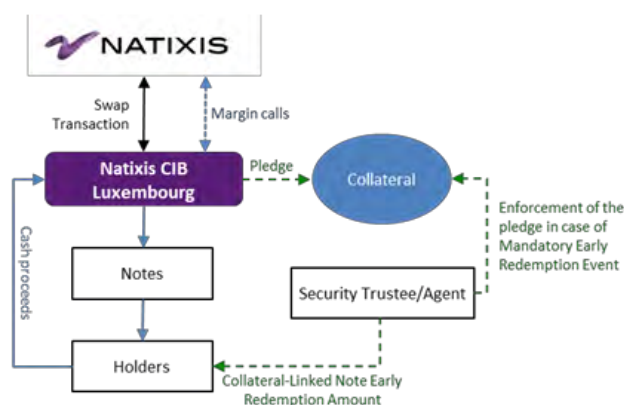 NATIXIS
Swap
Transaction
Margin calls
Natixis CIB
Luxembourg
Pledge
Collateral
Enforcement of the
pledge in case of
Mandatory Early
Redemption Event
Cash proceeds
Notes
Security Trustee/Agent
Holders
Collateral-Linked Note Early
Redemption Amount